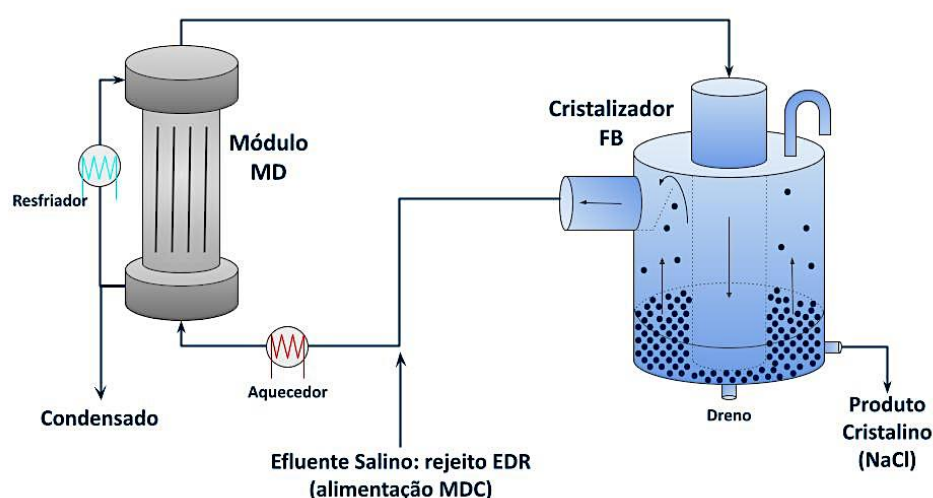 Cristalizador
FB
Módulo
MD
Resfriador
Aquecedor
Condensado
Dreno
Produto
Cristalino
(NaCl)
Efluente Salino: rejeito EDR
(alimentação MDC)